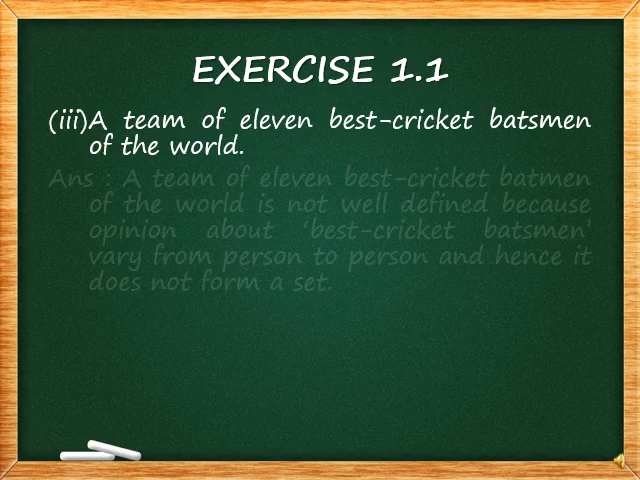 EXERCISE 1.1
(iii)A team of eleven best-cricket batsmen
of the world.
Ans : A team of eleven best-cricket batmen
of the world is not well defined because
opinion about ‘best-cricket batsmen’
vary from person to person and hence it
does not form a set.